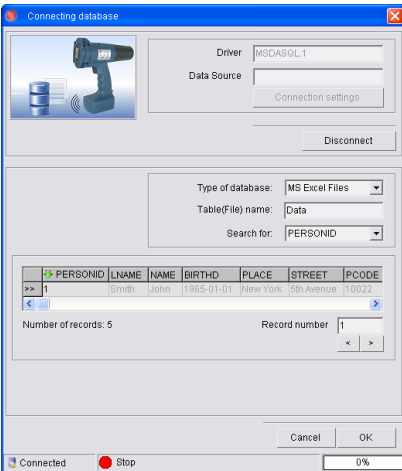 Connecting database
Driver MSDASQL.1
Data Source
Connection settings
Disconnect
Type of database: MS Excel Files
Table(File) name: Data
Search for: PERSONID
PERSONID LNAME NAME BIRTHD PLACE STREET PCODE
>> 1 Smith John 1965-01-01 New York 5th Avenue 10022
Number of records: 5 Record number 1
< >
Cancel OK
Connected Stop 0%